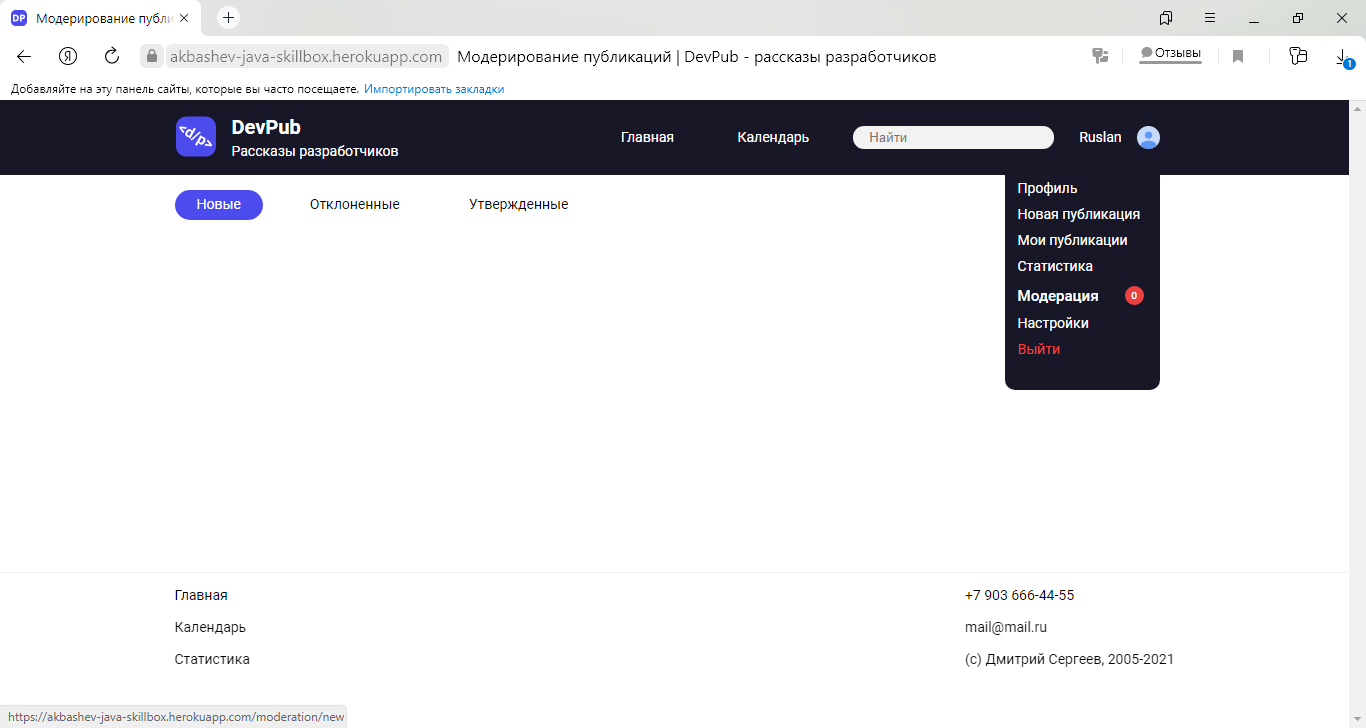 DP Модерирование публи
akbashev-java-skillbox.herokuapp.com Модерирование публикаций | DevPub - рассказы разработчиков Отзывы 1
Добавляйте на эту панель сайты, которые вы часто посещаете. Импортировать закладки
<d/p> DevPub
Рассказы разработчиков
Главная Календарь Найти Ruslan
Новые Отклоненные Утвержденные
Профиль
Новая публикация
Мои публикации
Статистика
Модерация 0
Настройки
Выйти
Главная +7 903 666-44-55
Календарь mail@mail.ru
Статистика (c) Дмитрий Сергеев, 2005-2021
https://akbashev-java-skillbox.herokuapp.com/moderation/new